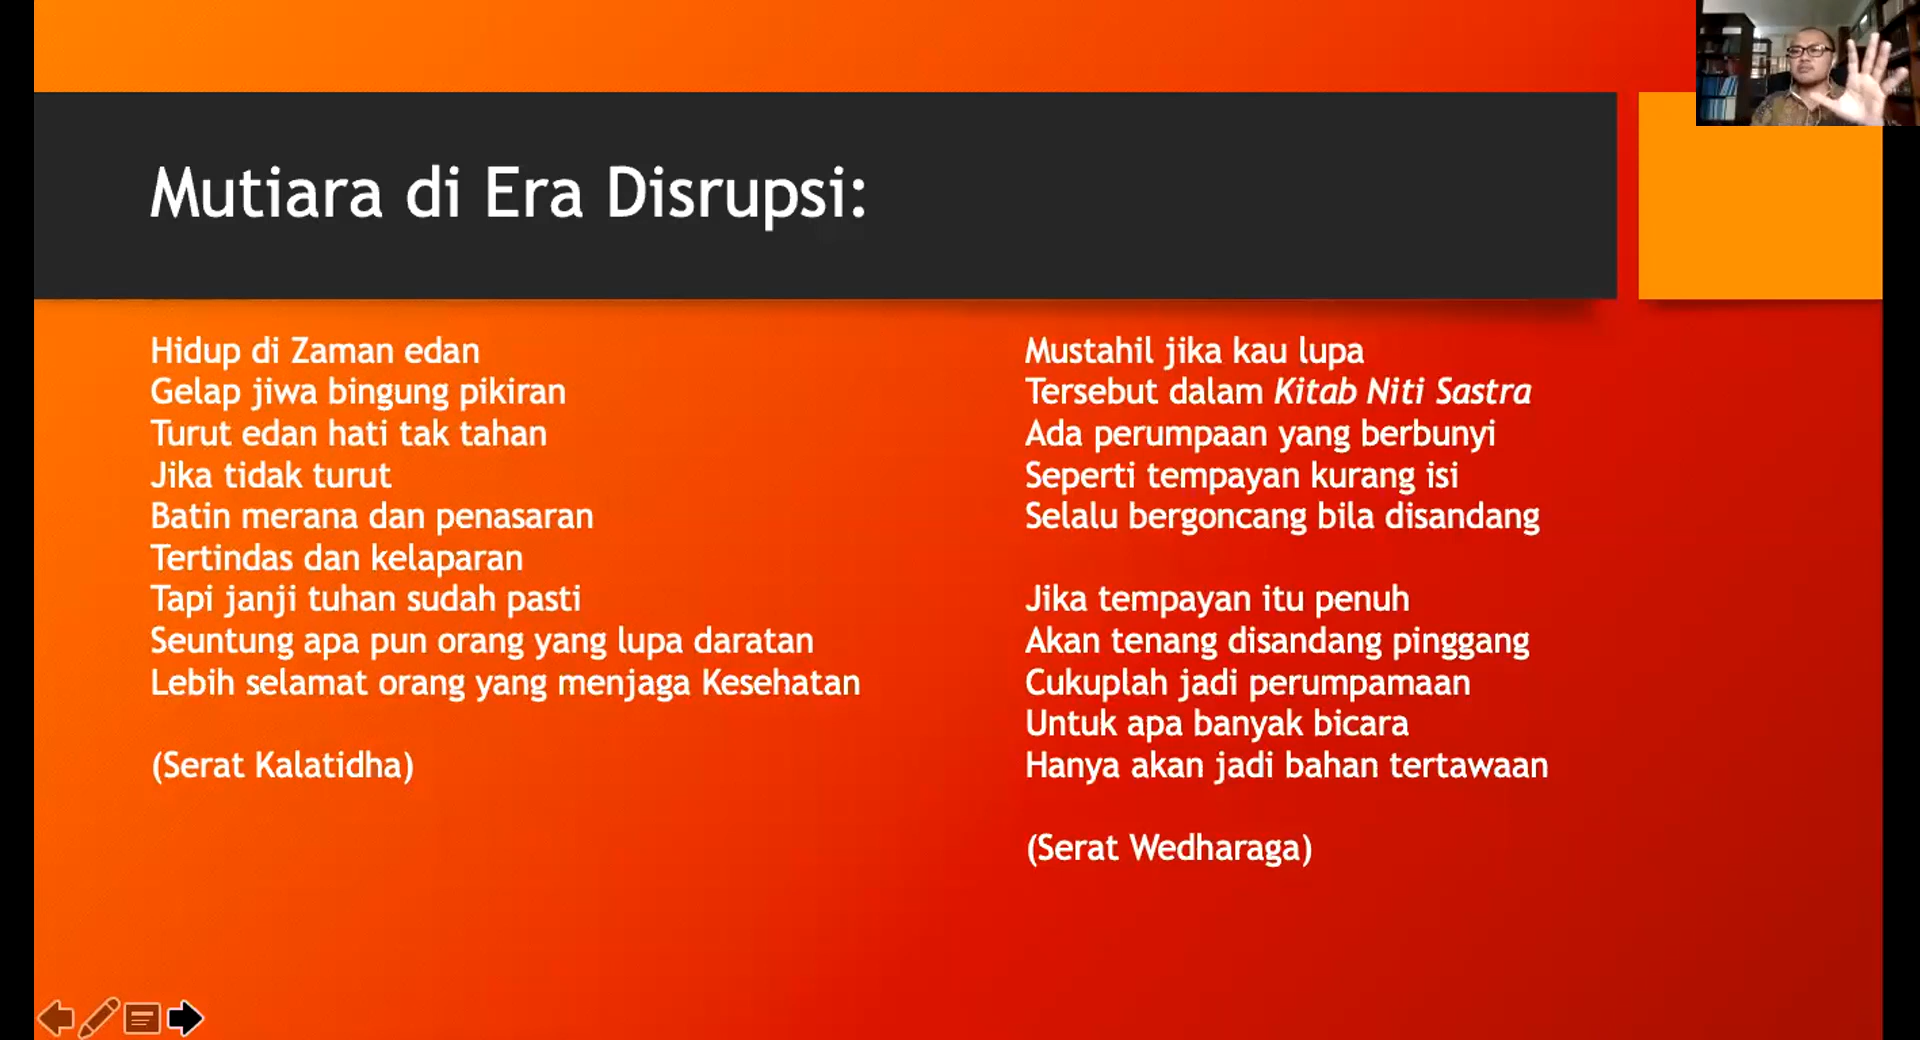 Mutiara di Era Disrupsi:
Hidup di Zaman edan
Gelap jiwa bingung pikiran
Turut edan hati tak tahan
Jika tidak turut
Batin merana dan penasaran
Tertindas dan kelaparan
Tapi janji tuhan sudah pasti
Seuntung apa pun orang yang lupa daratan
Lebih selamat orang yang menjaga Kesehatan
(Serat Kalatidha)
Mustahil jika kau lupa
Tersebut dalam Kitab Niti Sastra
Ada perumpaan yang berbunyi
Seperti tempayan kurang isi
Selalu bergoncang bila disandang
Jika tempayan itu penuh
Akan tenang disandang pinggang
Cukuplah jadi perumpamaan
Untuk apa banyak bicara
Hanya akan jadi bahan tertawaan
(Serat Wedharaga)